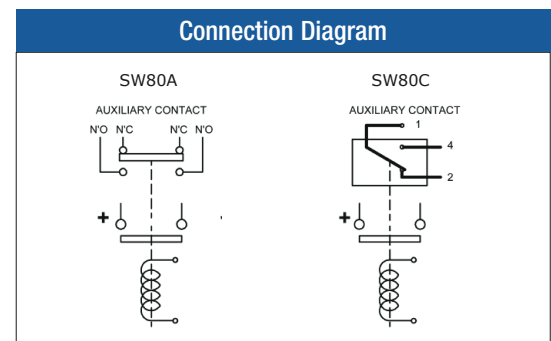 Connection Diagram
SW80A SW80C
AUXILIARY CONTACT AUXILIARY CONTACT
N'O N'C N'C N'O
1
4
2
+ +